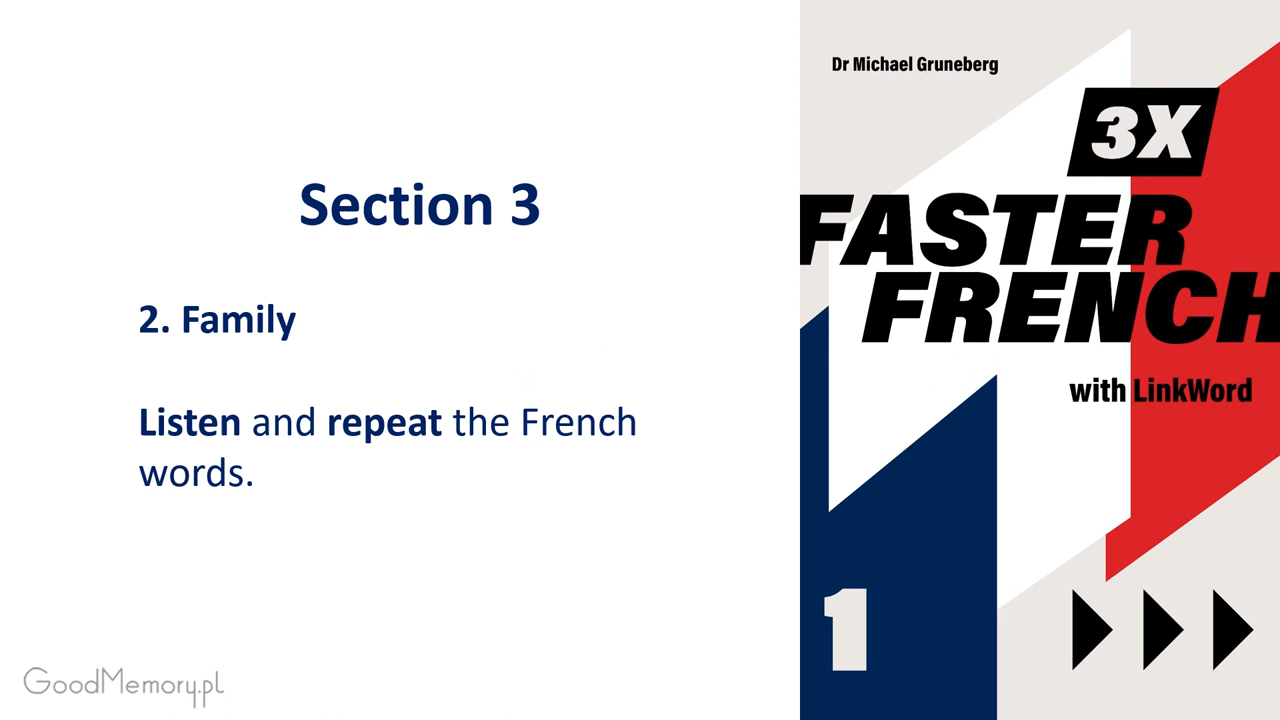 Section 3
2. Family
Listen and repeat the French
words.
GoodMemory.pl
Dr Michael Gruneberg
3X
FASTER
FRENCH
with LinkWord
1